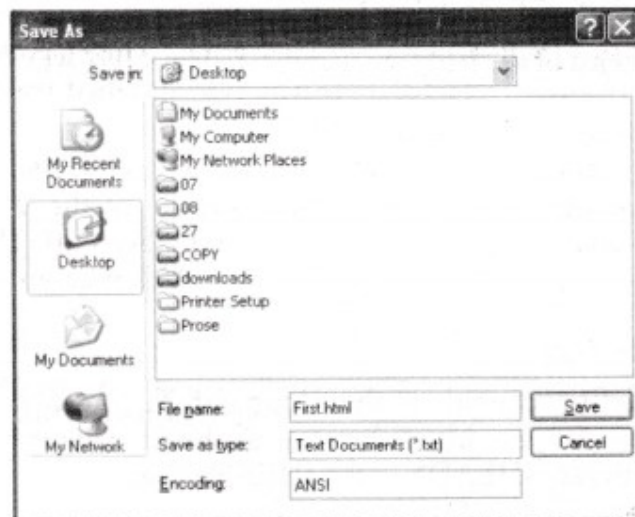 Save As
Save in: Desktop
My Recent
Documents
Desktop
My Documents
My Network
My Documents
My Computer
My Network Places
07
08
27
COPY
downloads
Printer Setup
Prose
File name: First.html Save
Save as type: Text Documents (*.txt) Cancel
Encoding: ANSI